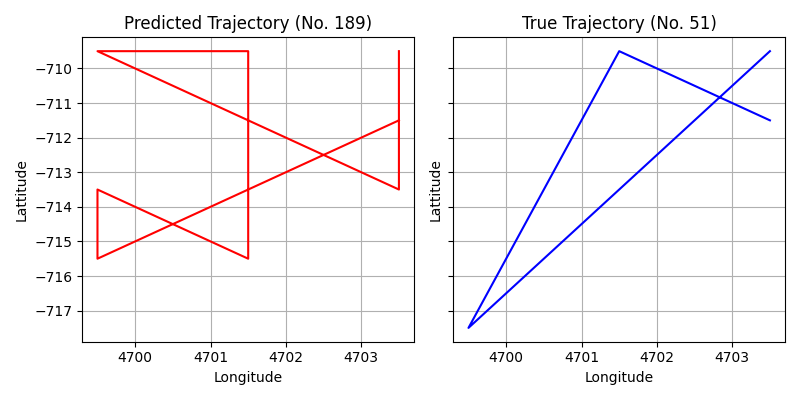 Predicted Trajectory (No. 189)
True Trajectory (No. 51)
−710
−711
−712
−713
−714
−715
−716
−717
Lattitude
Lattitude
4700 4701 4702 4703
4700 4701 4702 4703
Longitude
Longitude